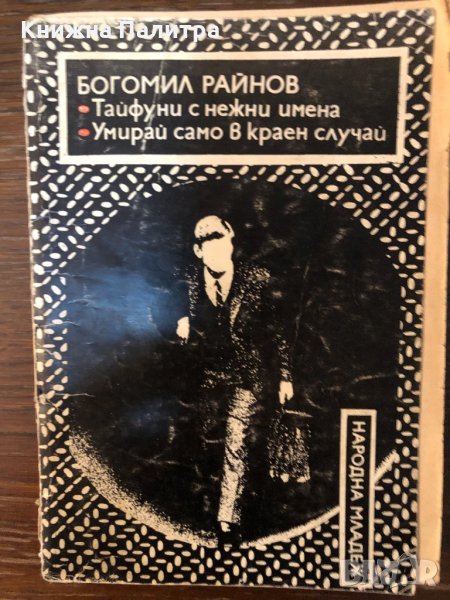 Книжна Палитра
БОГОМИЛ РАЙНОВ
• Тайфуни с нежни имена
• Умирай само в краен случай
НАРОДНА МЛАДЕЖ